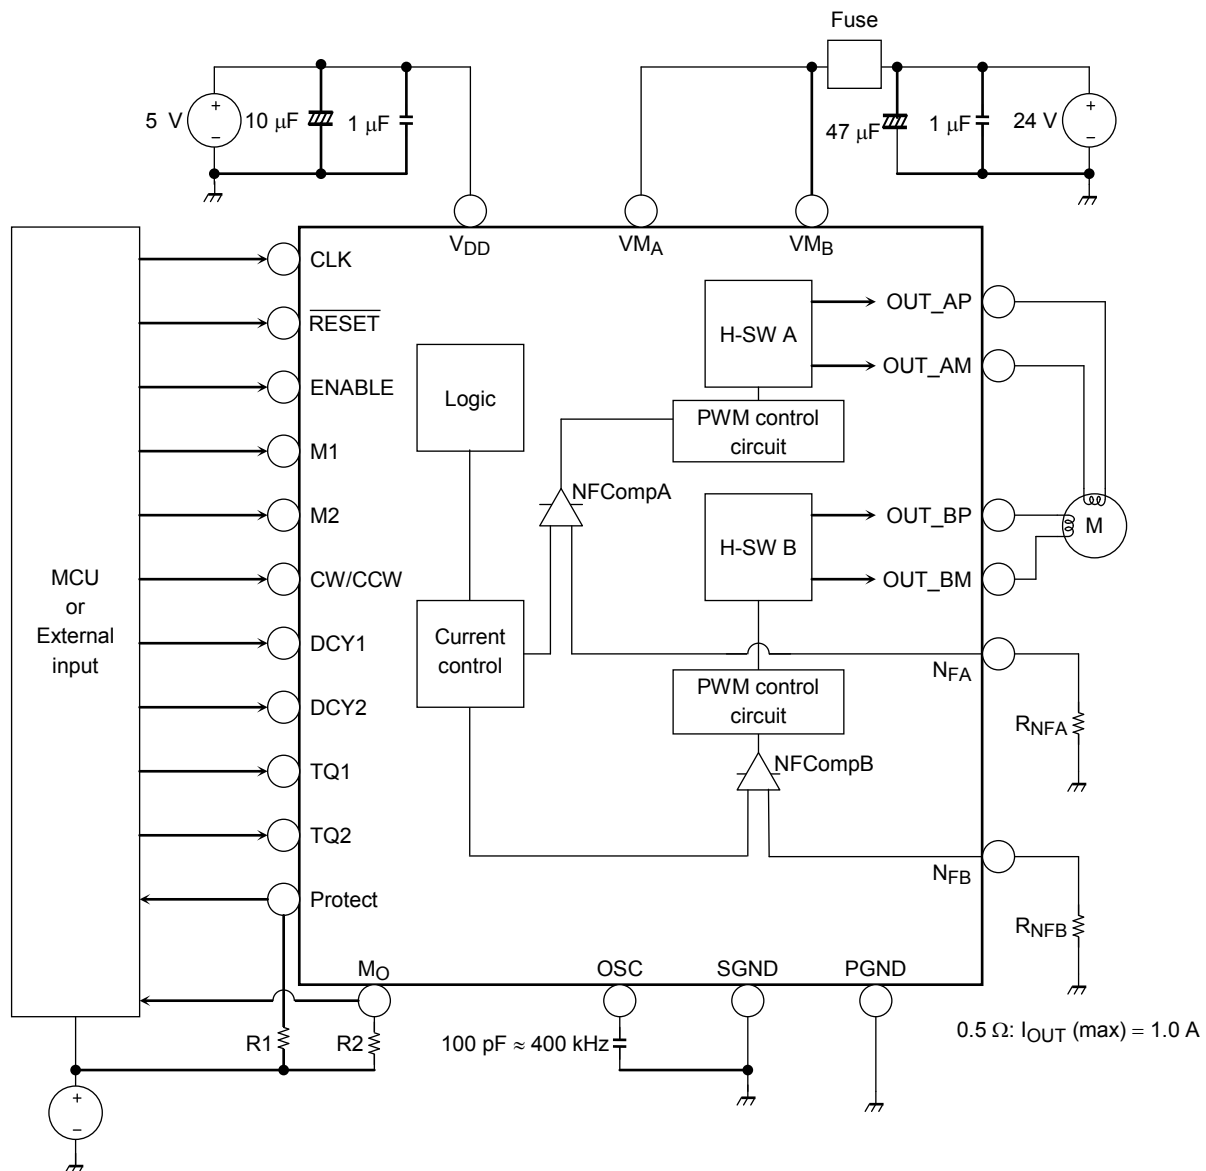 Fuse
5 V
+
−
10 μF
1 μF
47 μF
1 μF
24 V
+
−
VDD
VMA
VMB
CLK
RESET
ENABLE
M1
M2
CW/CCW
DCY1
DCY2
TQ1
TQ2
Protect
MCU
or
External
input
Logic
Current
control
H-SW A
OUT_AP
OUT_AM
PWM control
circuit
NFCompA
H-SW B
OUT_BP
OUT_BM
M
PWM control
circuit
NFCompB
NFA
RNFA
NFB
RNFB
MO
OSC
SGND
PGND
R1
R2
100 pF ≈ 400 kHz
0.5 Ω: IOUT (max) = 1.0 A
+
−